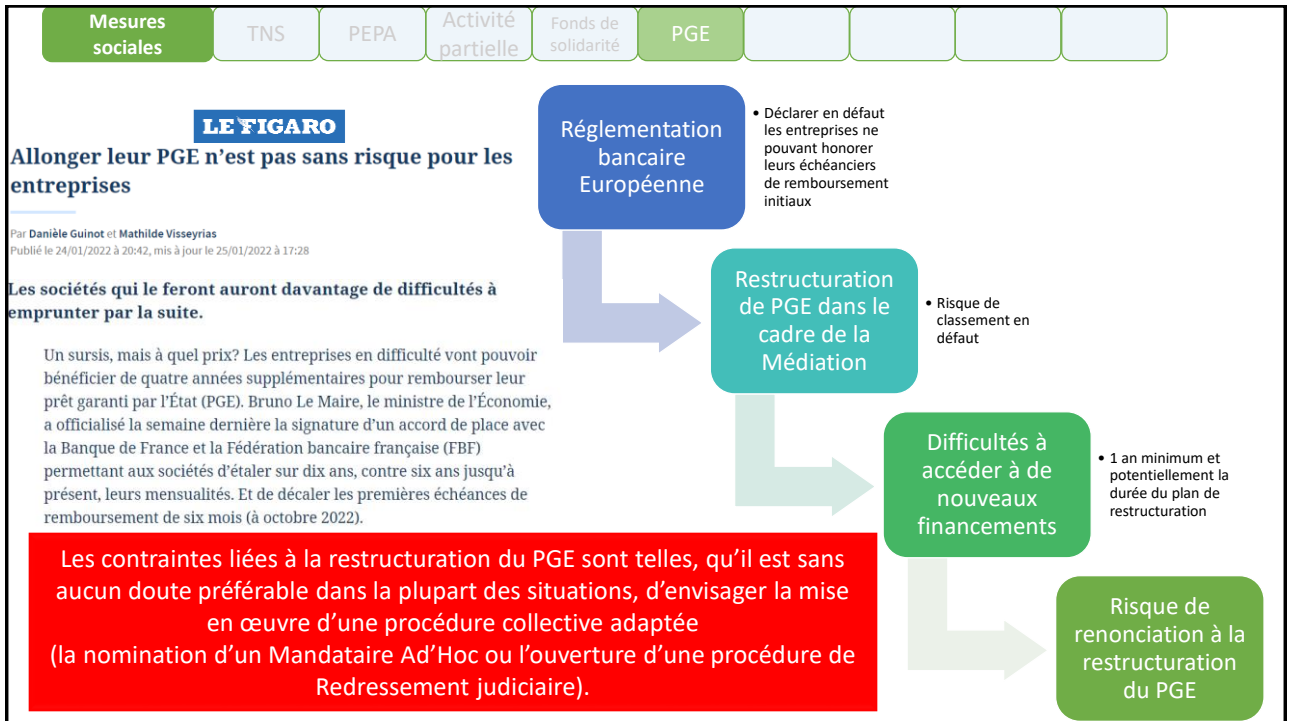 Mesures
sociales
TNS
PEPA
Activité
partielle
Fonds de
solidarité
PGE
LE FIGARO
Allonger leur PGE n’est pas sans risque pour les
entreprises
Par Danièle Guinot et Mathilde Visseyrias
Publié le 24/01/2022 à 20:42, mis à jour le 25/01/2022 à 17:28
Les sociétés qui le feront auront davantage de difficultés à
emprunter par la suite.
Un sursis, mais à quel prix? Les entreprises en difficulté vont pouvoir
bénéficier de quatre années supplémentaires pour rembourser leur
prêt garanti par l’État (PGE). Bruno Le Maire, le ministre de l’Économie,
a officialisé la semaine dernière la signature d’un accord de place avec
la Banque de France et la Fédération bancaire française (FBF)
permettant aux sociétés d’étaler sur dix ans, contre six ans jusqu’à
présent, leurs mensualités. Et de décaler les premières échéances de
remboursement de six mois (à octobre 2022).
Les contraintes liées à la restructuration du PGE sont telles, qu’il est sans
aucun doute préférable dans la plupart des situations, d’envisager la mise
en œuvre d’une procédure collective adaptée
(la nomination d’un Mandataire Ad’Hoc ou l’ouverture d’une procédure de
Redressement judiciaire).
Réglementation
bancaire
Européenne
• Déclarer en défaut
les entreprises ne
pouvant honorer
leurs échéanciers
de remboursement
initiaux
Restructuration
de PGE dans le
cadre de la
Médiation
• Risque de
classement en
défaut
Difficultés à
accéder à de
nouveaux
financements
• 1 an minimum et
potentiellement la
durée du plan de
restructuration
Risque de
renonciation à la
restructuration
du PGE